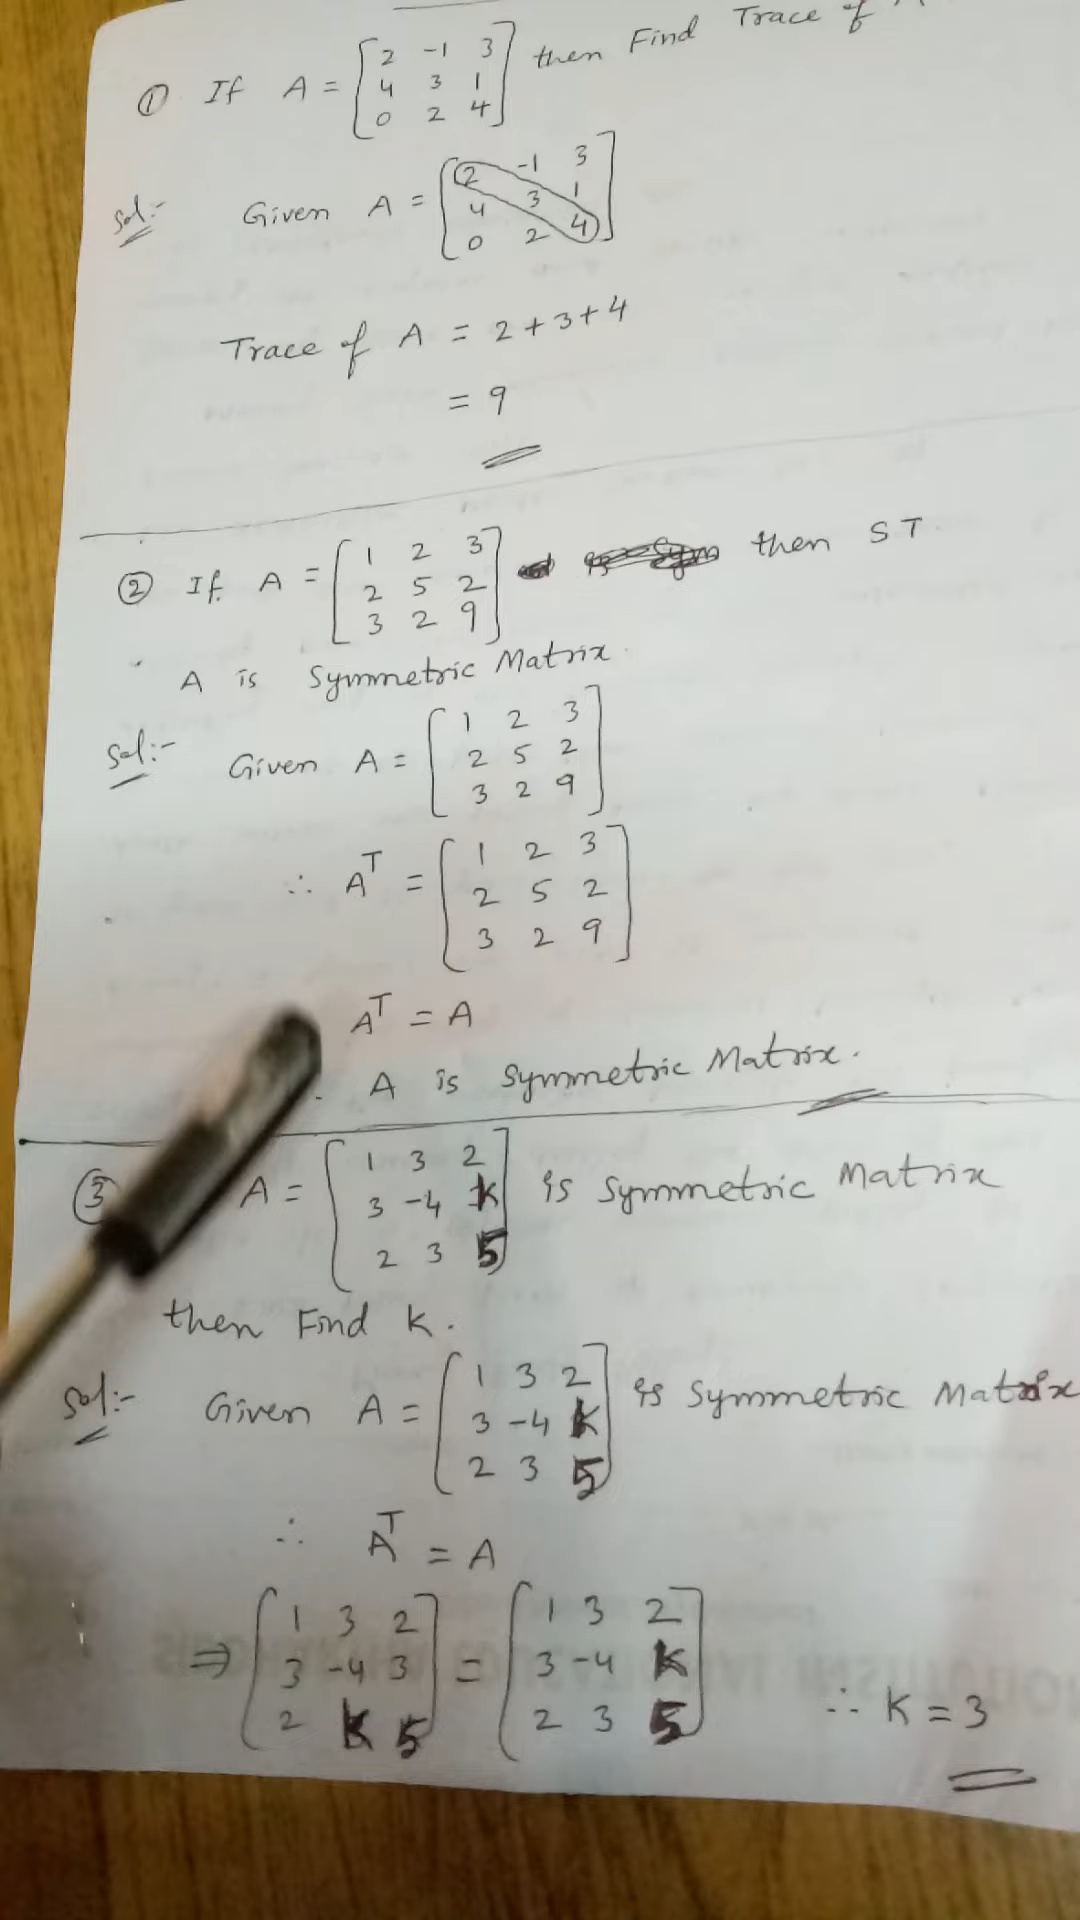 ① If A = [2 -1 3; 4 3 1; 0 2 4] then Find Trace of
Sol:- Given A = [2 -1 3; 4 3 1; 0 2 4]
Trace of A = 2+3+4
= 9
② If A = [1 2 3; 2 5 2; 3 2 9] then S T
A is Symmetric Matrix.
Sol:- Given A = [1 2 3; 2 5 2; 3 2 9]
∴ A^T = [1 2 3; 2 5 2; 3 2 9]
A^T = A
A is Symmetric Matrix.
③ A = [1 3 2; 3 -4 K; 2 3 5] is Symmetric Matrix
then Find K.
Sol:- Given A = [1 3 2; 3 -4 K; 2 3 5] is Symmetric Matrix
∴ A^T = A
⇒ [1 3 2; 3 -4 3; 2 K 5] = [1 3 2; 3 -4 K; 2 3 5] ∴ K = 3